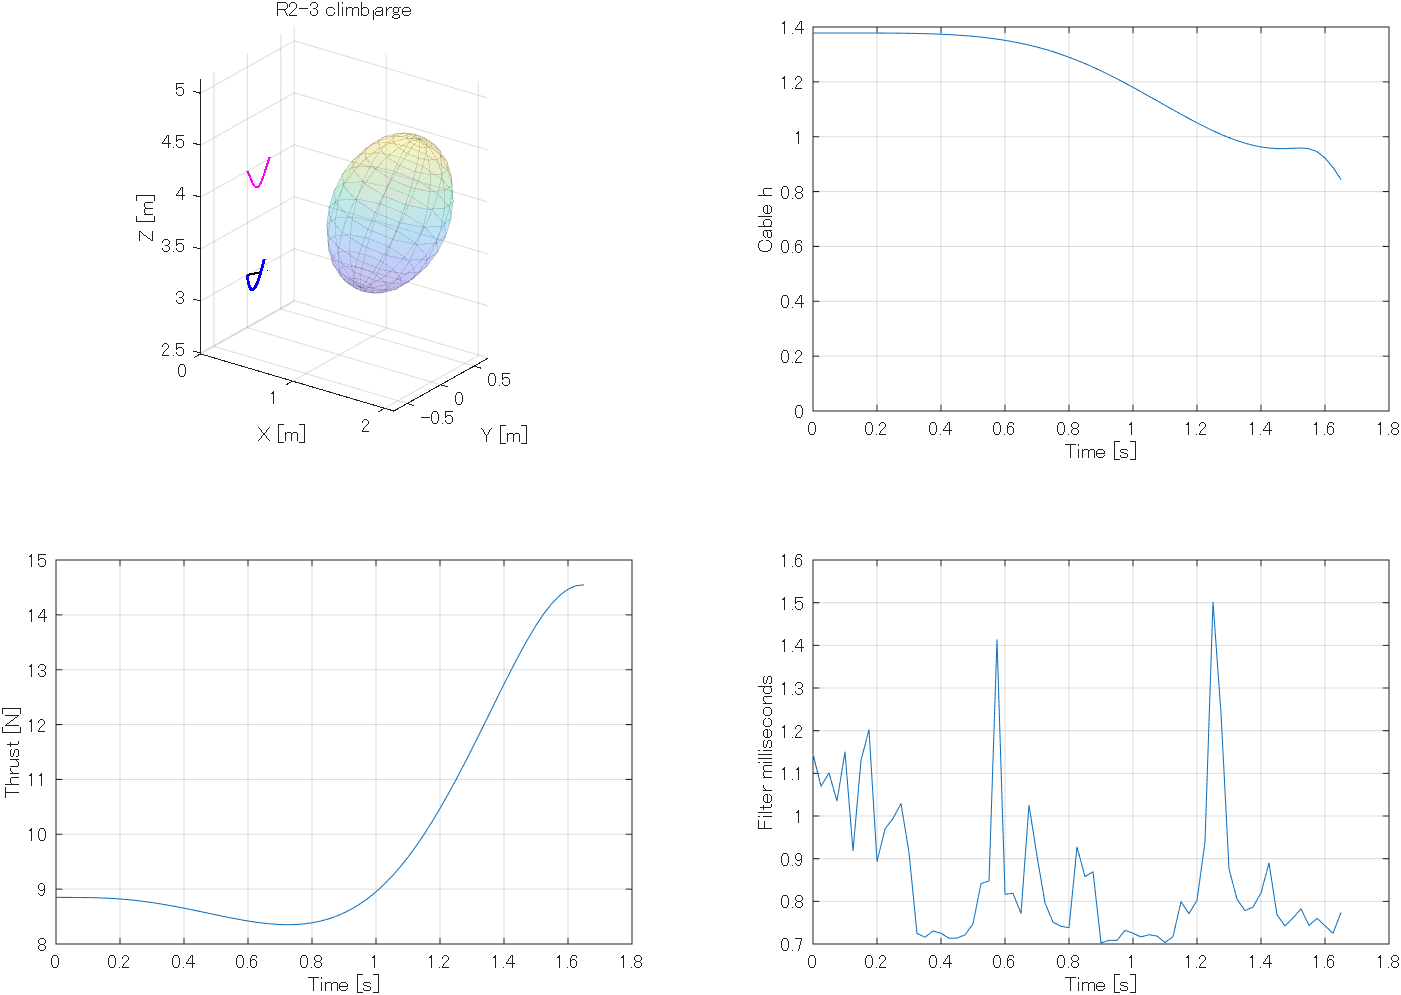 R2-3 climb_large
5
4.5
4
3.5
3
2.5
Z [m]
0
1
2
X [m]
-0.5
0
0.5
Y [m]
1.4
1.2
1
0.8
0.6
0.4
0.2
0
Cable h
0 0.2 0.4 0.6 0.8 1 1.2 1.4 1.6 1.8
Time [s]
15
14
13
12
11
10
9
8
Thrust [N]
0 0.2 0.4 0.6 0.8 1 1.2 1.4 1.6 1.8
Time [s]
1.6
1.5
1.4
1.3
1.2
1.1
1
0.9
0.8
0.7
Filter milliseconds
0 0.2 0.4 0.6 0.8 1 1.2 1.4 1.6 1.8
Time [s]